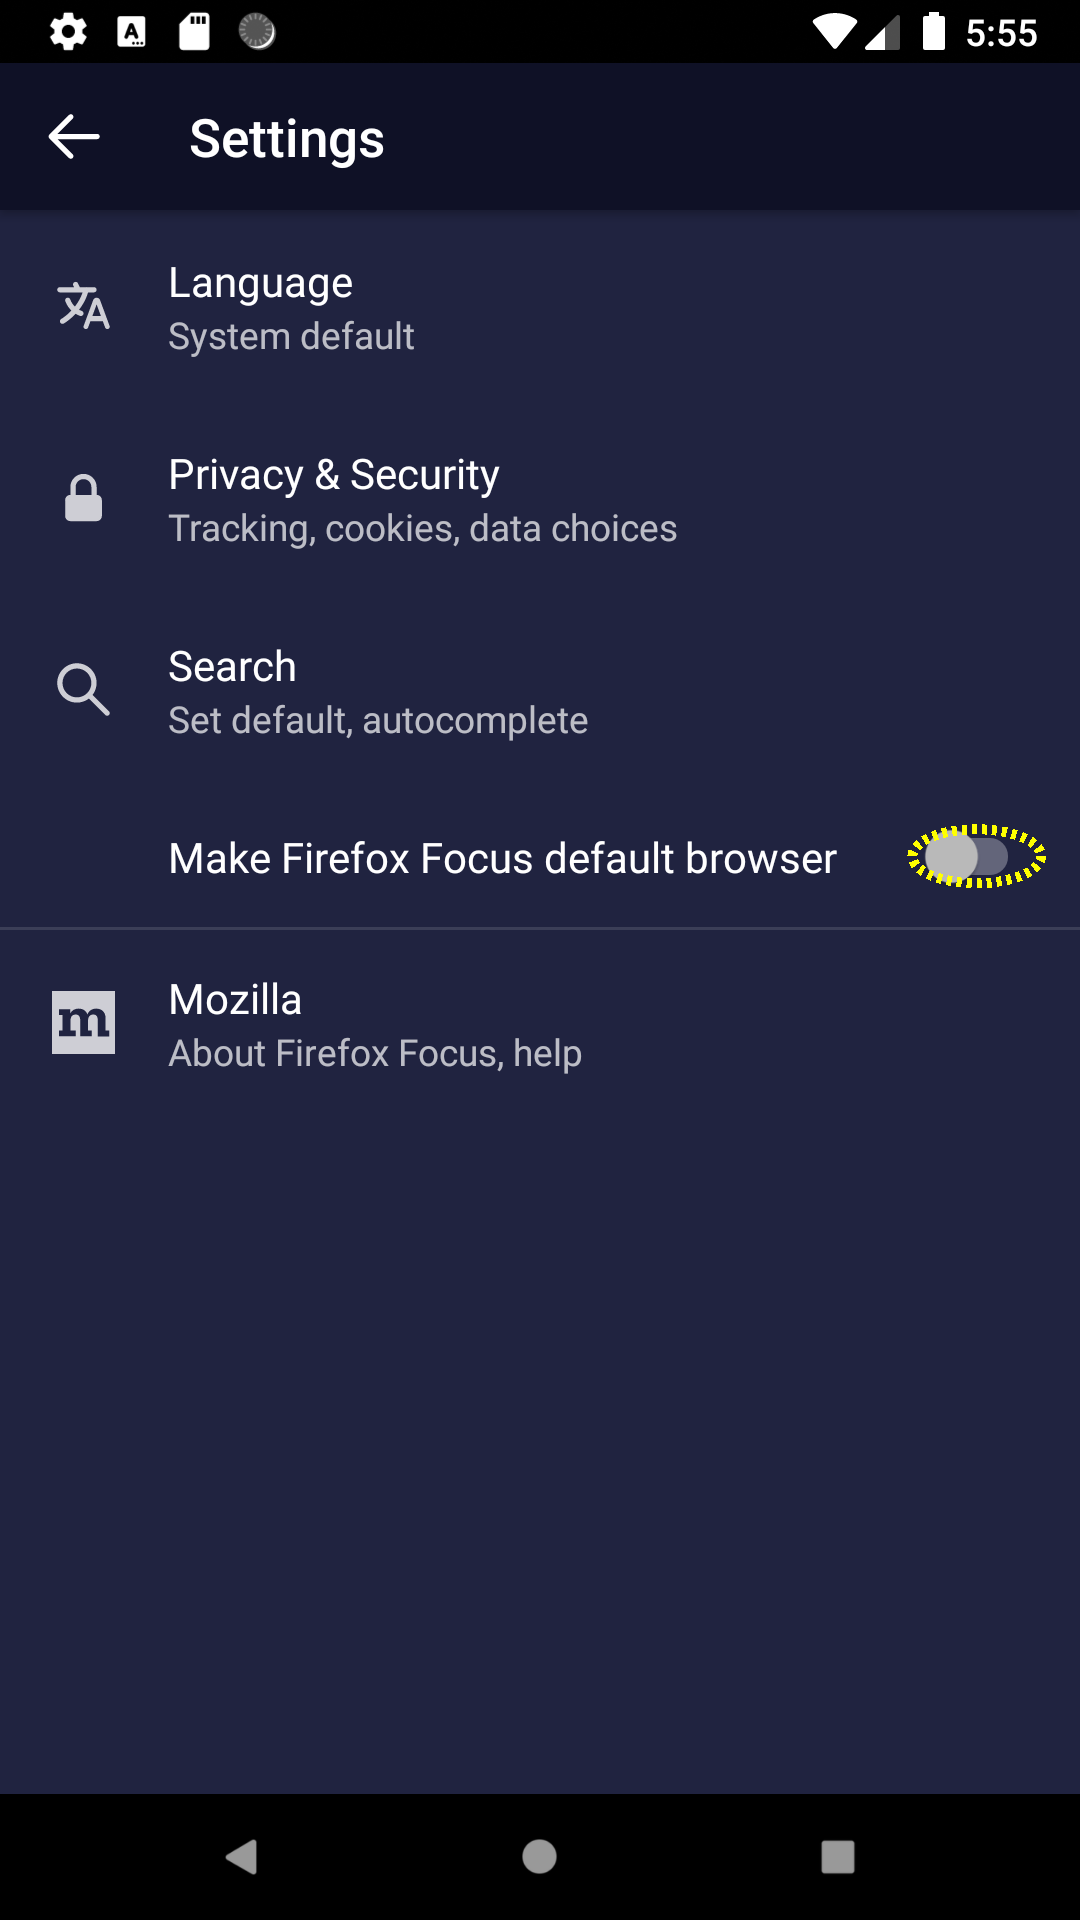 5:55
Settings
Language
System default
Privacy & Security
Tracking, cookies, data choices
Search
Set default, autocomplete
Make Firefox Focus default browser
m
Mozilla
About Firefox Focus, help